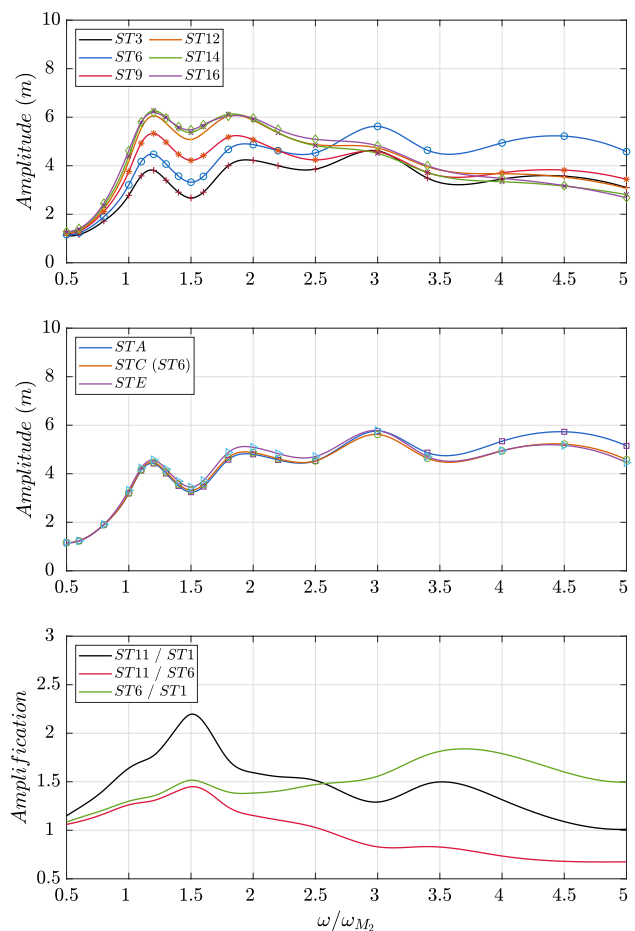 10
8
6
4
2
0
Amplitude (m)
ST3 ST12
ST6 ST14
ST9 ST16
0.5 1 1.5 2 2.5 3 3.5 4 4.5 5
10
8
6
4
2
0
Amplitude (m)
STA
STC (ST6)
STE
0.5 1 1.5 2 2.5 3 3.5 4 4.5 5
3
2.5
2
1.5
1
0.5
Amplification
ST11 / ST1
ST11 / ST6
ST6 / ST1
0.5 1 1.5 2 2.5 3 3.5 4 4.5 5
ω/ω_{M_2}